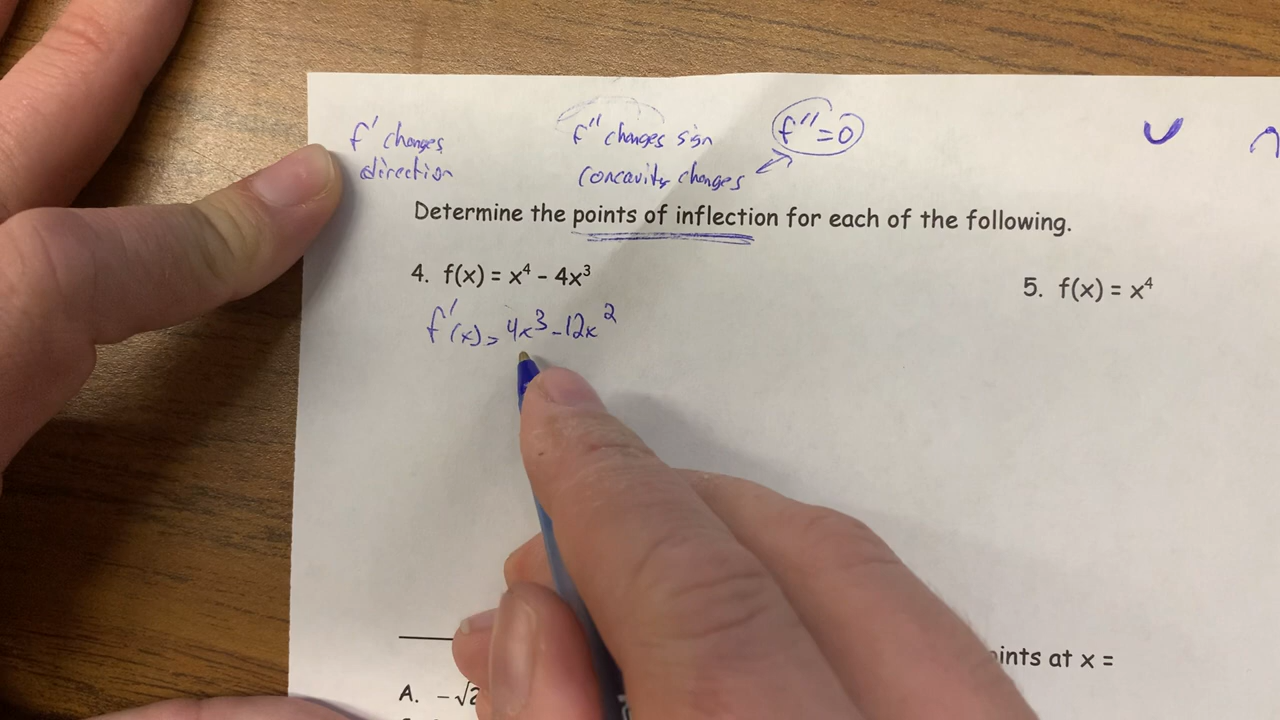 f' changes
direction
f'' changes sign
concavity changes
f''=0
Determine the points of inflection for each of the following.
4. f(x) = x⁴ - 4x³
f'(x) = 4x³-12x²
5. f(x) = x⁴
ints at x =
A. -√2